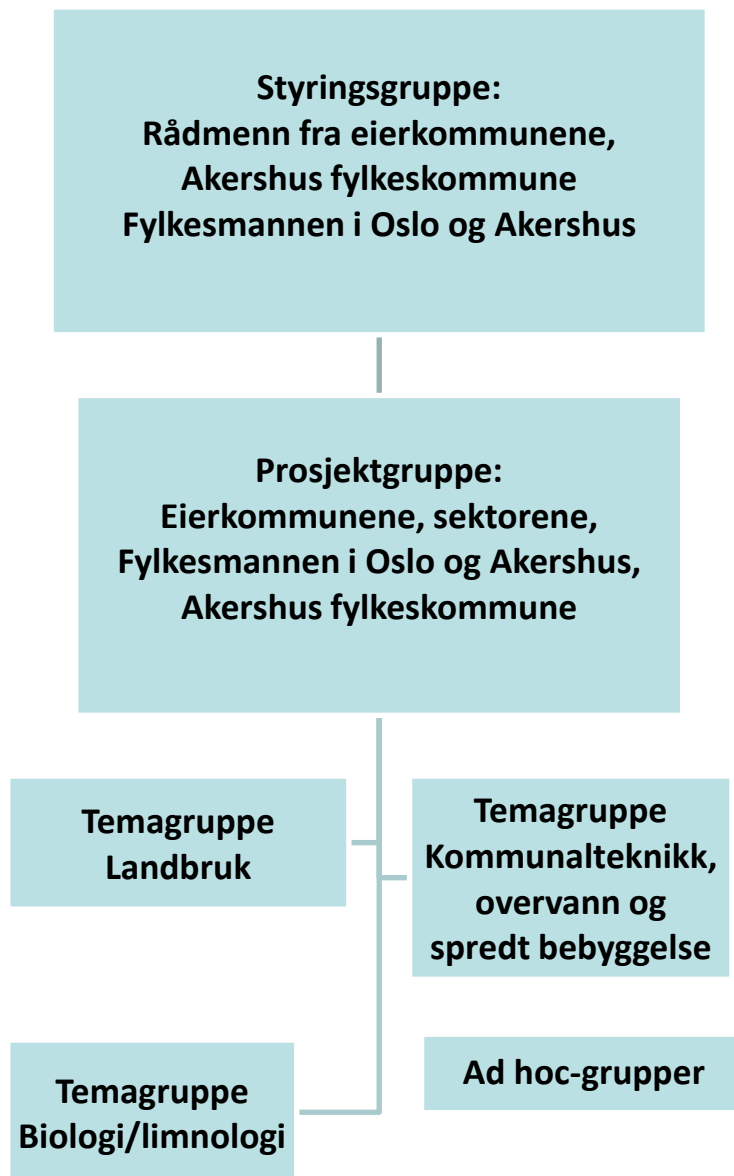 Styringsgruppe:
Rådmenn fra eierkommunene,
Akershus fylkeskommune
Fylkesmannen i Oslo og Akershus
Prosjektgruppe:
Eierkommunene, sektorene,
Fylkesmannen i Oslo og Akershus,
Akershus fylkeskommune
Temagruppe
Landbruk
Temagruppe
Kommunalteknikk,
overvann og
spredt bebyggelse
Temagruppe
Biologi/limnologi
Ad hoc-grupper